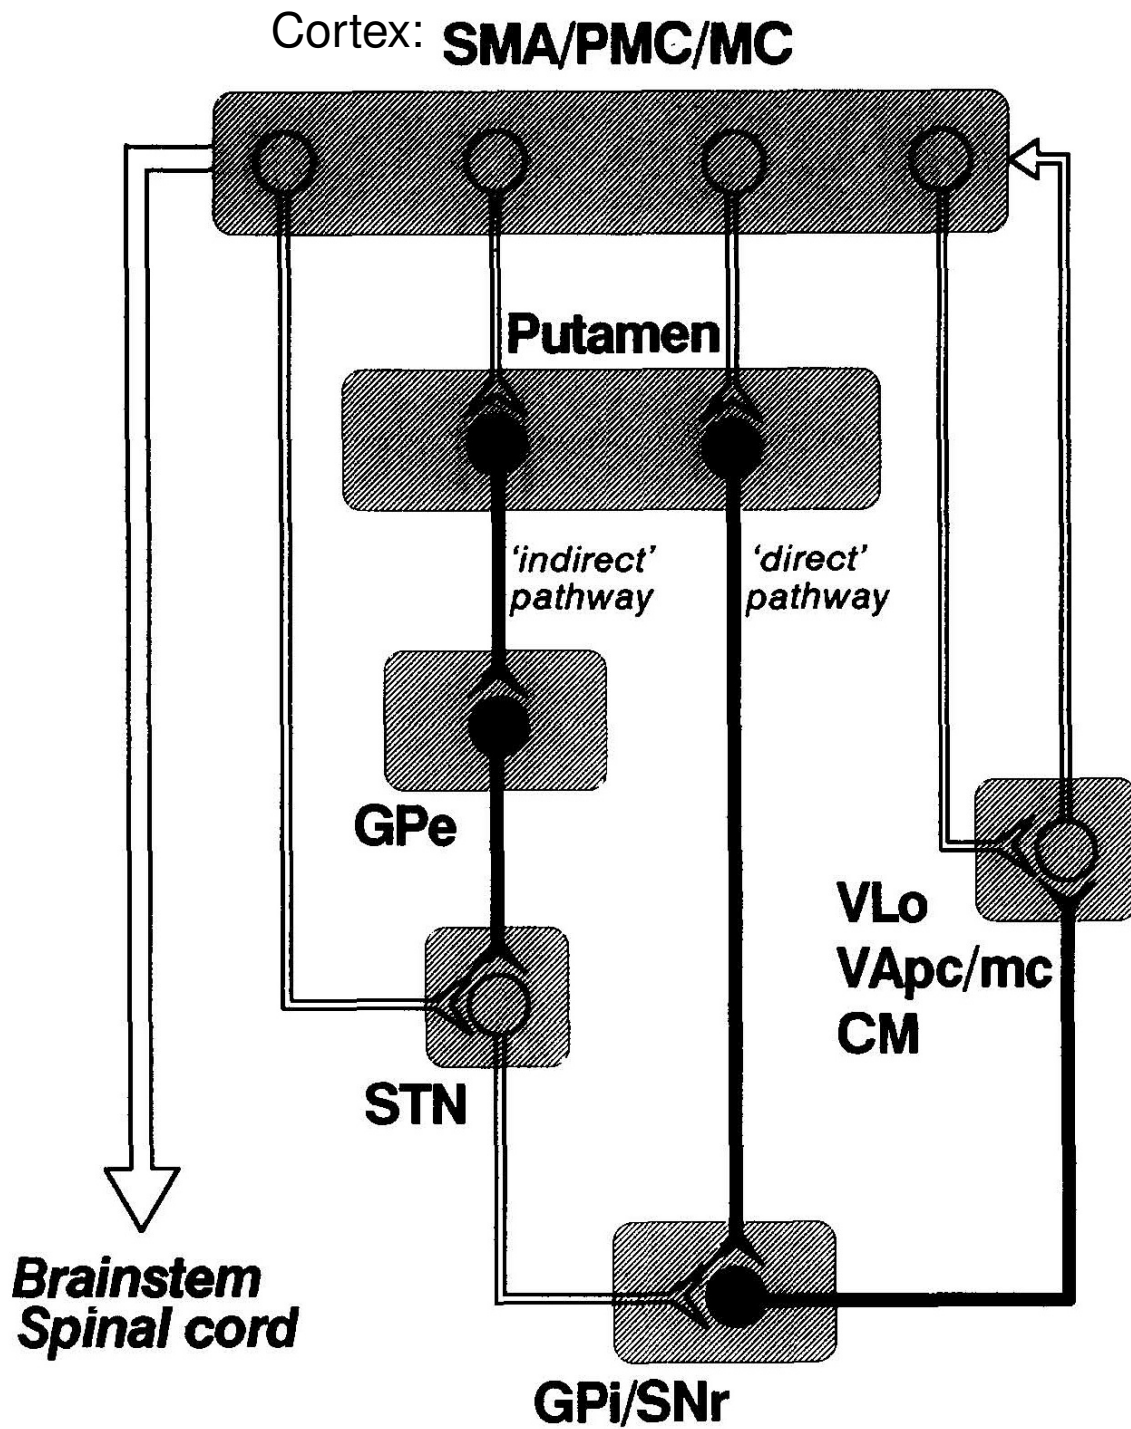 Cortex: SMA/PMC/MC
Putamen
'indirect'
pathway
'direct'
pathway
GPe
VLo
VApc/mc
CM
STN
Brainstem
Spinal cord
GPi/SNr